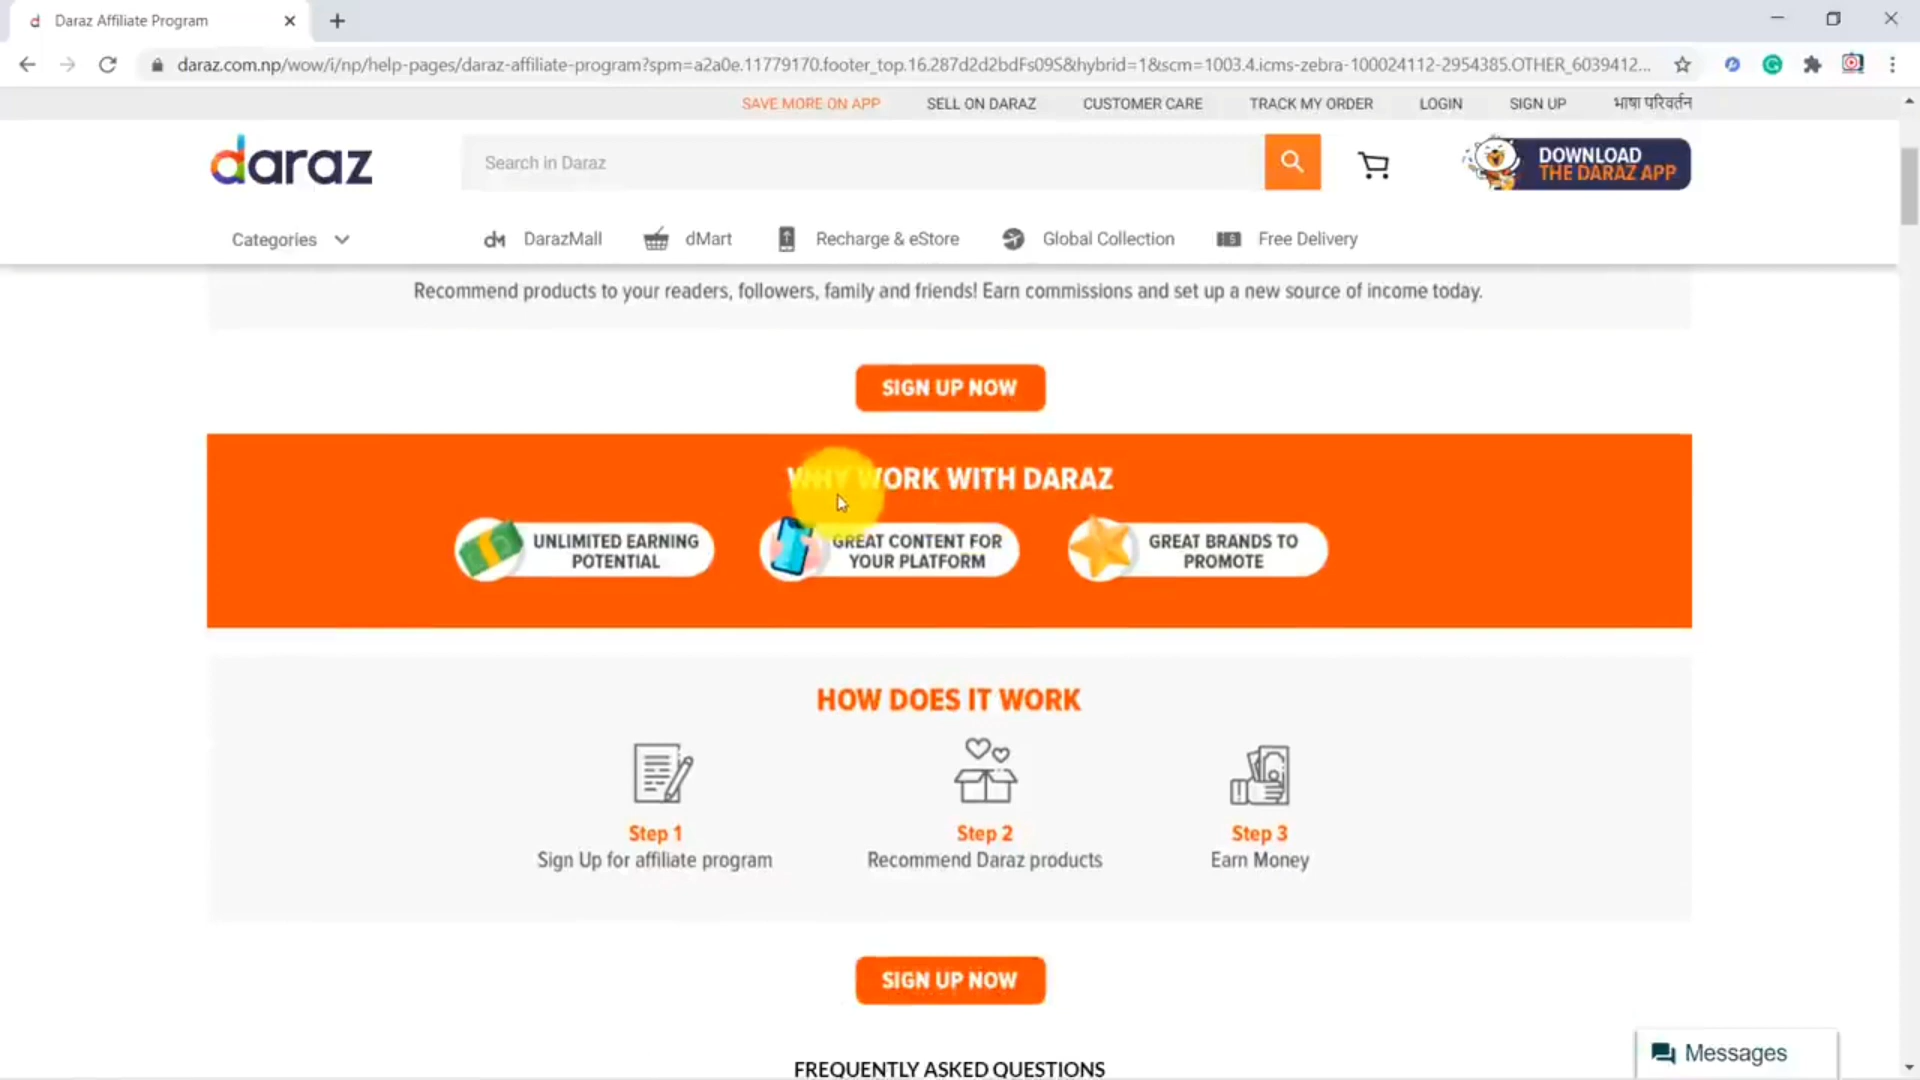 Daraz Affiliate Program
daraz.com.np/wow/i/np/help-pages/daraz-affiliate-program?spm=a2a0e.11779170.footer_top.16.287d2d2bdFs09S&hybrid=1&scm=1003.4.icms-zebra-100024112-2954385.OTHER_6039412...
SAVE MORE ON APP SELL ON DARAZ CUSTOMER CARE TRACK MY ORDER LOGIN SIGN UP भाषा परिवर्तन
daraz
Search in Daraz
DOWNLOAD
THE DARAZ APP
Categories DarazMall dMart Recharge & eStore Global Collection Free Delivery
Recommend products to your readers, followers, family and friends! Earn commissions and set up a new source of income today.
SIGN UP NOW
WHY WORK WITH DARAZ
UNLIMITED EARNING
POTENTIAL
GREAT CONTENT FOR
YOUR PLATFORM
GREAT BRANDS TO
PROMOTE
HOW DOES IT WORK
Step 1
Sign Up for affiliate program
Step 2
Recommend Daraz products
Step 3
Earn Money
SIGN UP NOW
FREQUENTLY ASKED QUESTIONS
Messages